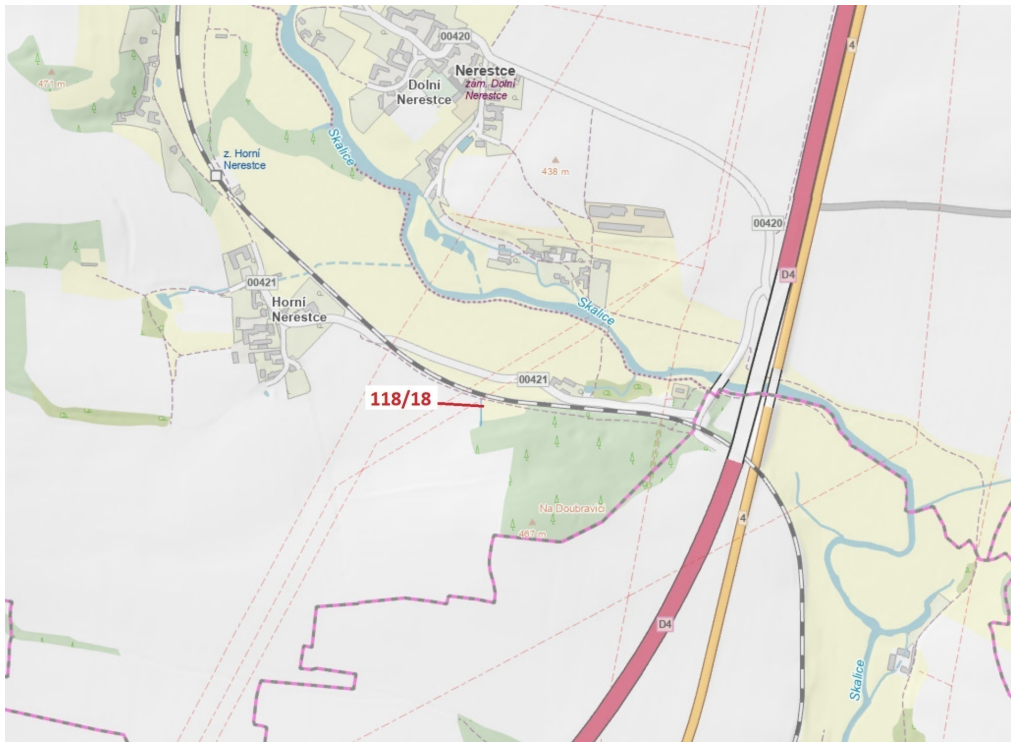 00420
4
Nerestce
zám. Dolní
Nerestce
Dolní
Nerestce
471 m
Skalice
z. Horní
Nerestce
438 m
00420
D4
00421
Horní
Nerestce
Skalice
00421
118/18
Na Doubravici
487 m
4
D4
Skalice